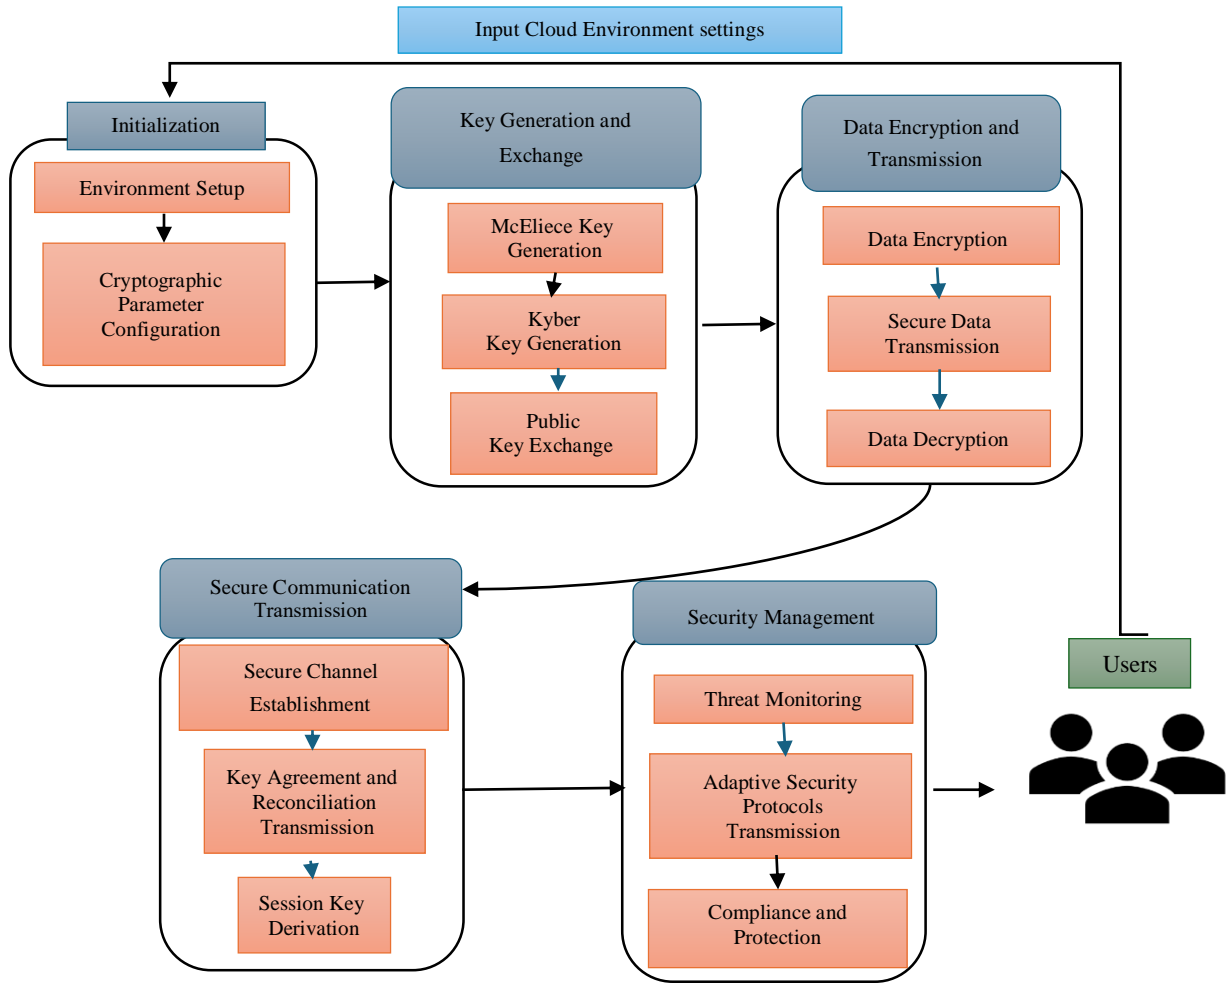 Input Cloud Environment settings
Initialization
Environment Setup
Cryptographic
Parameter
Configuration
Key Generation and
Exchange
McEliece Key
Generation
Kyber
Key Generation
Public
Key Exchange
Data Encryption and
Transmission
Data Encryption
Secure Data
Transmission
Data Decryption
Secure Communication
Transmission
Secure Channel
Establishment
Key Agreement and
Reconciliation
Transmission
Session Key
Derivation
Security Management
Threat Monitoring
Adaptive Security
Protocols
Transmission
Compliance and
Protection
Users